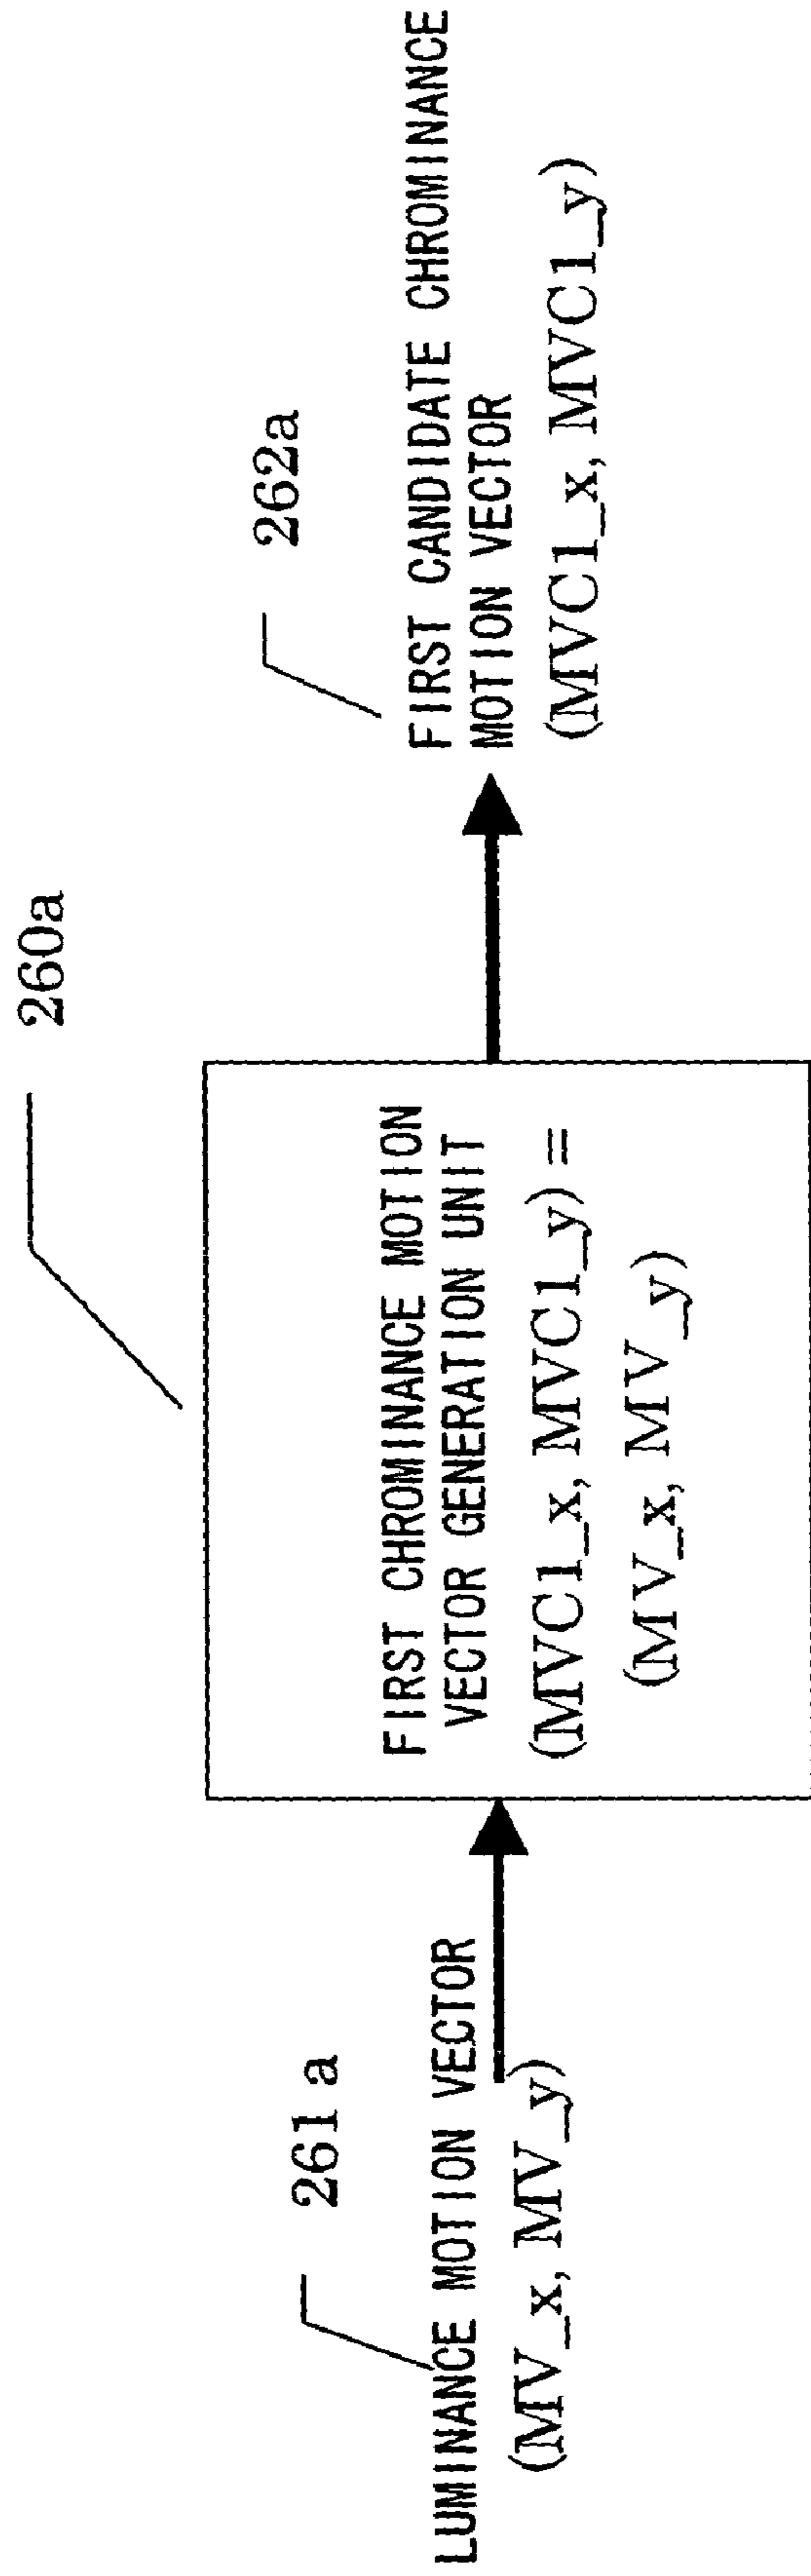 260a
261a
LUMINANCE MOTION VECTOR
(MV_x, MV_y)
FIRST CHROMINANCE MOTION
VECTOR GENERATION UNIT
(MVC1_x, MVC1_y) =
(MV_x, MV_y)
262a
FIRST CANDIDATE CHROMINANCE
MOTION VECTOR
(MVC1_x, MVC1_y)